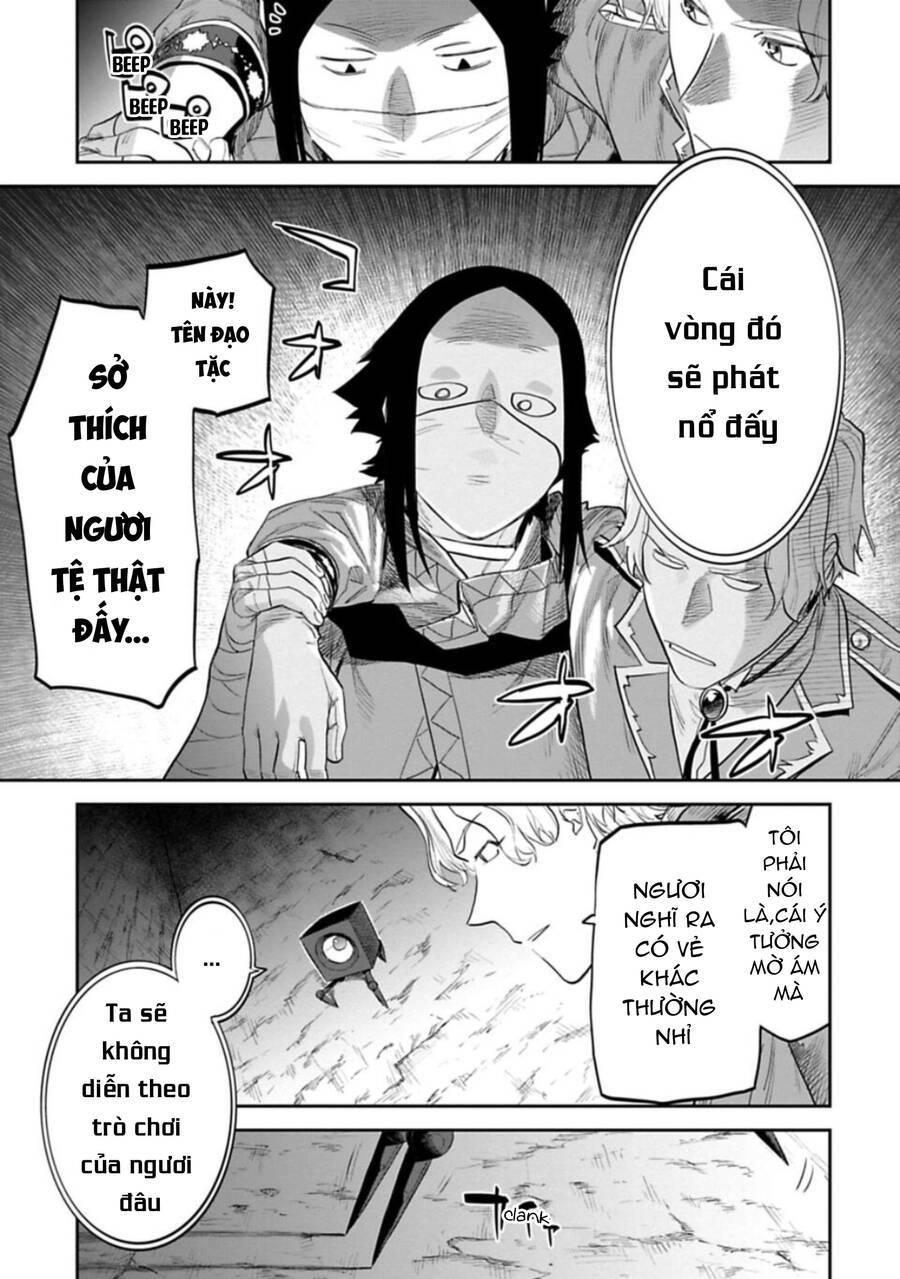 BEEP
BEEP
BEEP
Cái
vòng đó
sẽ phát
nổ đấy
NÀY!
TÊN ĐẠO
TẶC
SỞ
THÍCH
CỦA
NGƯƠI
TỆ THẬT
ĐẤY...
TÔI
PHẢI
NÓI
LÀ,CÁI Ý
TƯỞNG
MỜ ÁM
MÀ
NGƯƠI
NGHĨ RA
CÓ VẺ
KHÁC
THƯỜNG
NHỈ
...
Ta sẽ
không
diễn theo
trò chơi
của ngươi
đâu
clank